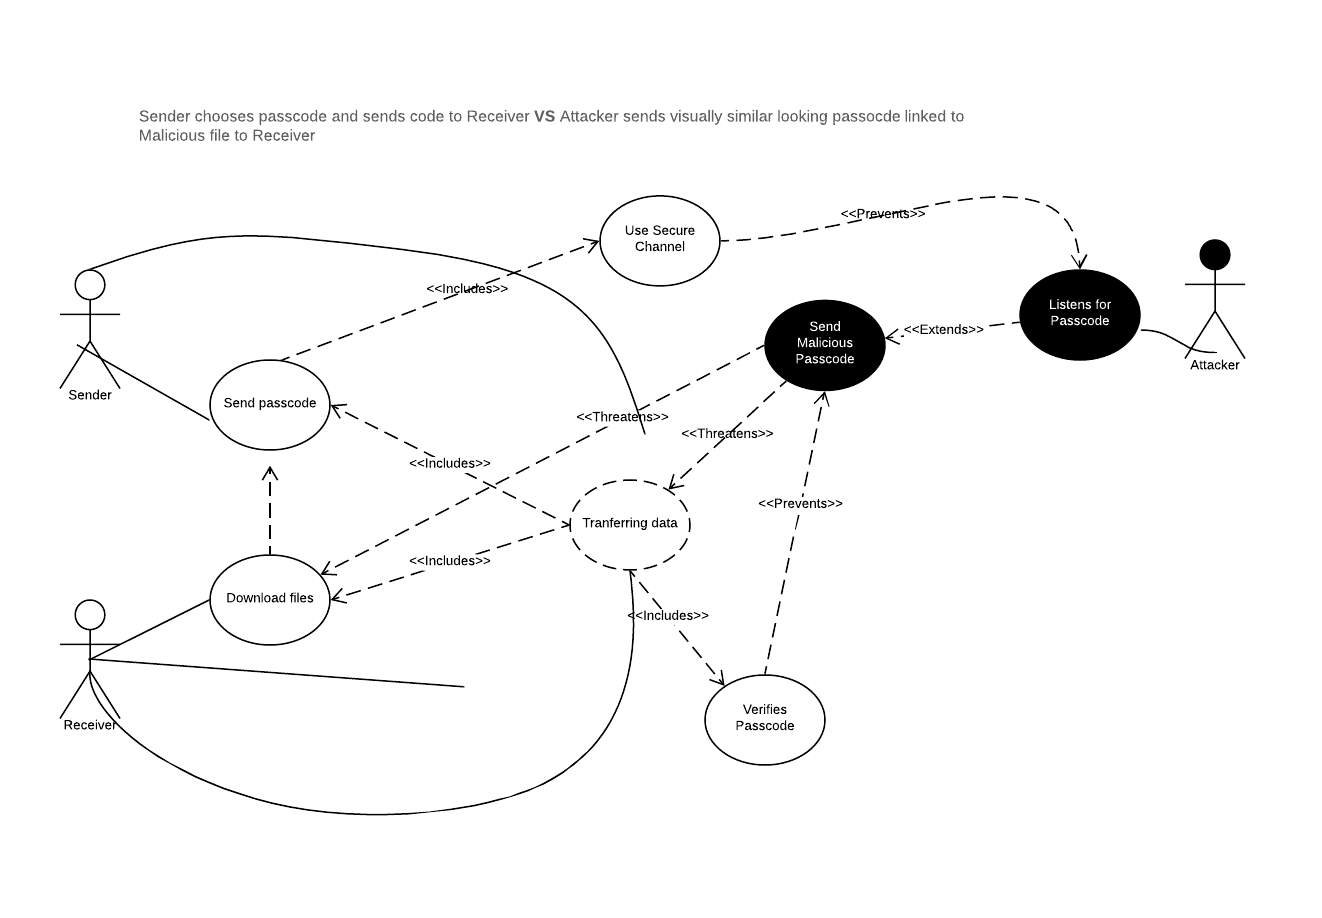 Sender chooses passcode and sends code to Receiver VS Attacker sends visually similar looking passocde linked to
Malicious file to Receiver
<<Prevents>>
Use Secure
Channel
<<Includes>>
Listens for
Passcode
<<Extends>>
Send
Malicious
Passcode
Attacker
Sender
Send passcode
<<Threatens>>
<<Threatens>>
<<Includes>>
<<Prevents>>
Tranferring data
<<Includes>>
Download files
<<Includes>>
Receiver
Verifies
Passcode